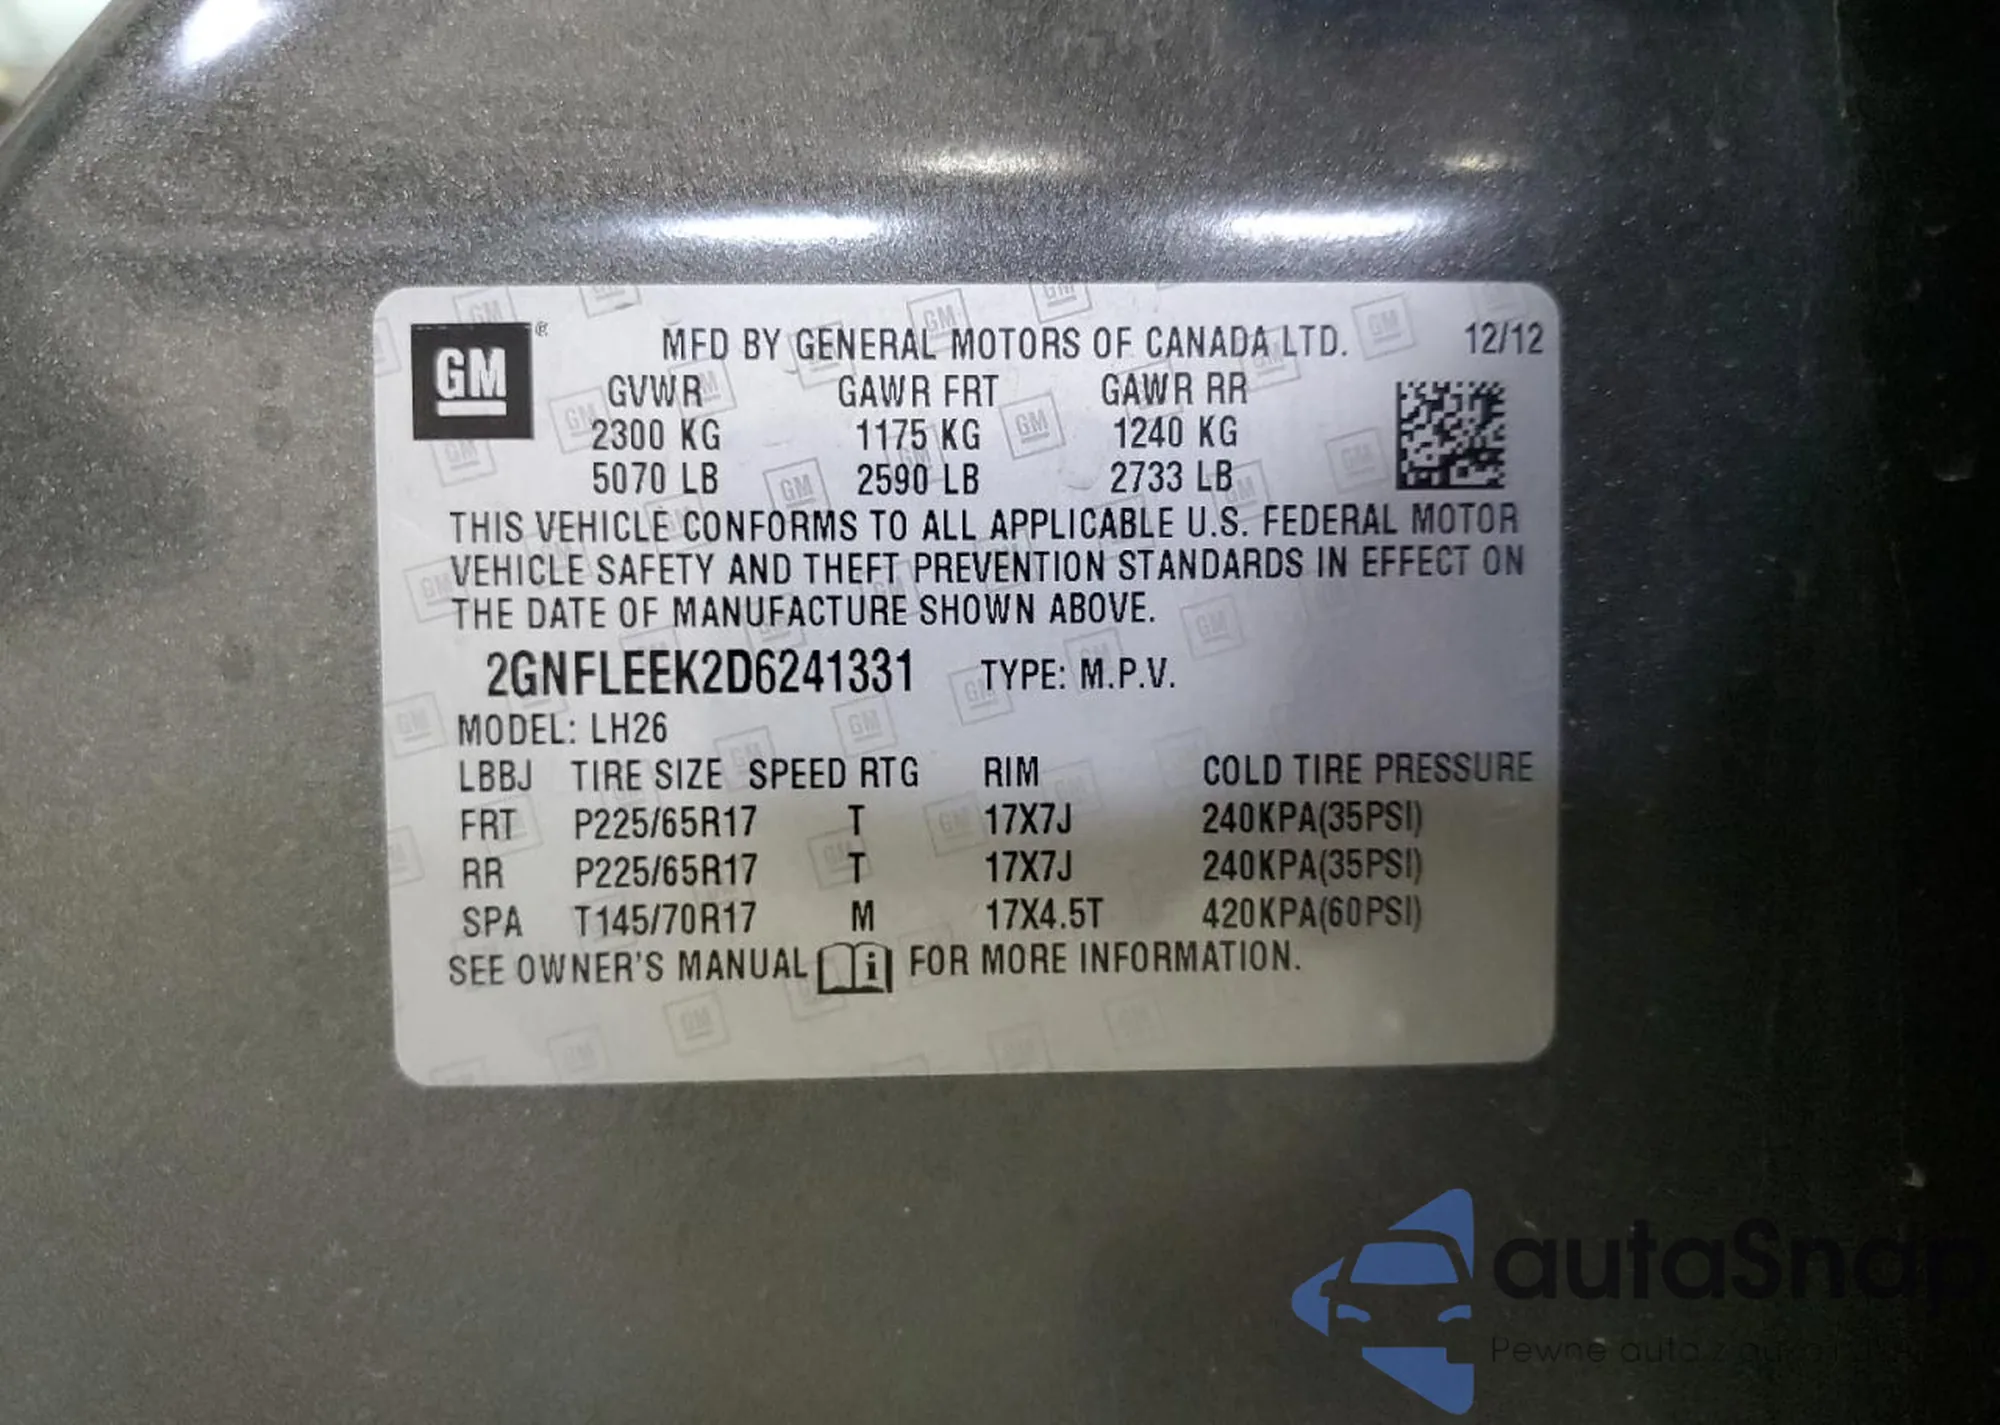 GM ®
MFD BY GENERAL MOTORS OF CANADA LTD. 12/12
GVWR GAWR FRT GAWR RR
2300 KG 1175 KG 1240 KG
5070 LB 2590 LB 2733 LB
THIS VEHICLE CONFORMS TO ALL APPLICABLE U.S. FEDERAL MOTOR
VEHICLE SAFETY AND THEFT PREVENTION STANDARDS IN EFFECT ON
THE DATE OF MANUFACTURE SHOWN ABOVE.
2GNFLEEK2D6241331 TYPE: M.P.V.
MODEL: LH26
LBBJ TIRE SIZE SPEED RTG RIM COLD TIRE PRESSURE
FRT P225/65R17 T 17X7J 240KPA(35PSI)
RR P225/65R17 T 17X7J 240KPA(35PSI)
SPA T145/70R17 M 17X4.5T 420KPA(60PSI)
SEE OWNER'S MANUAL i FOR MORE INFORMATION.
autaSnap
Pewne auto z